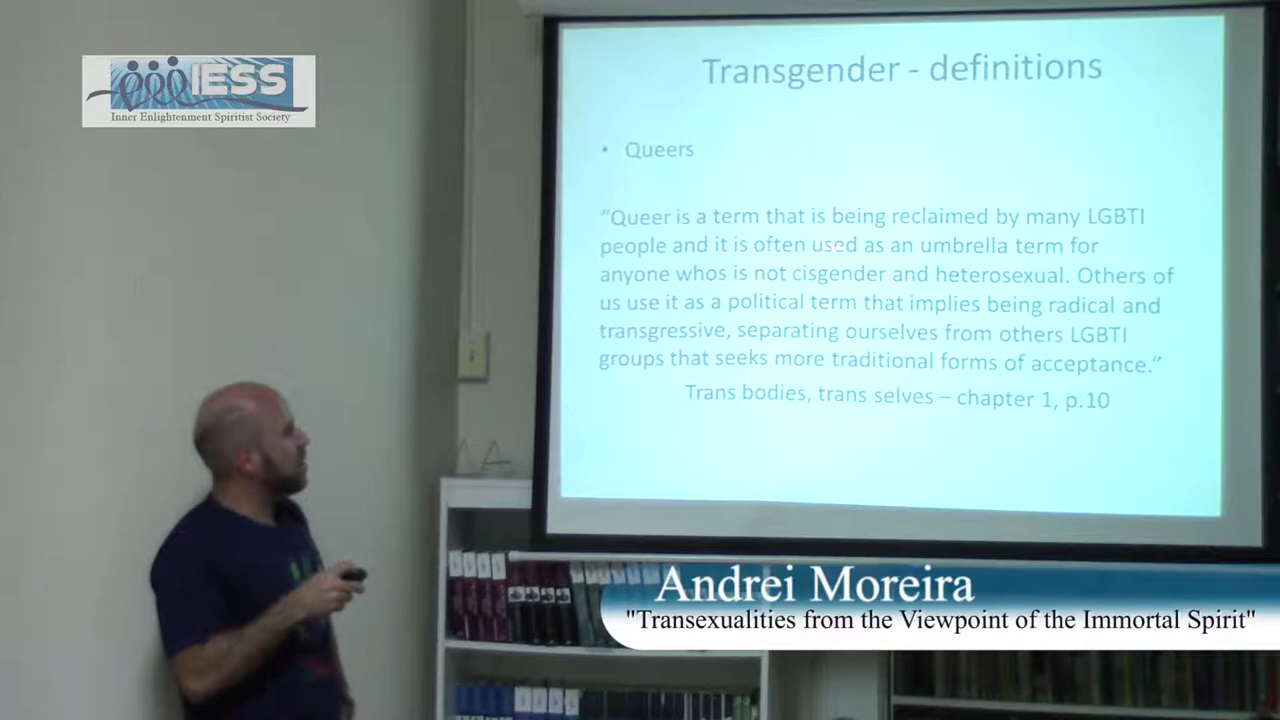 IESS
Inner Enlightenment Spiritist Society
Transgender - definitions
• Queers
"Queer is a term that is being reclaimed by many LGBTI
people and it is often used as an umbrella term for
anyone whos is not cisgender and heterosexual. Others of
us use it as a political term that implies being radical and
transgressive, separating ourselves from others LGBTI
groups that seeks more traditional forms of acceptance."
Trans bodies, trans selves – chapter 1, p.10
Andrei Moreira
"Transexualities from the Viewpoint of the Immortal Spirit"